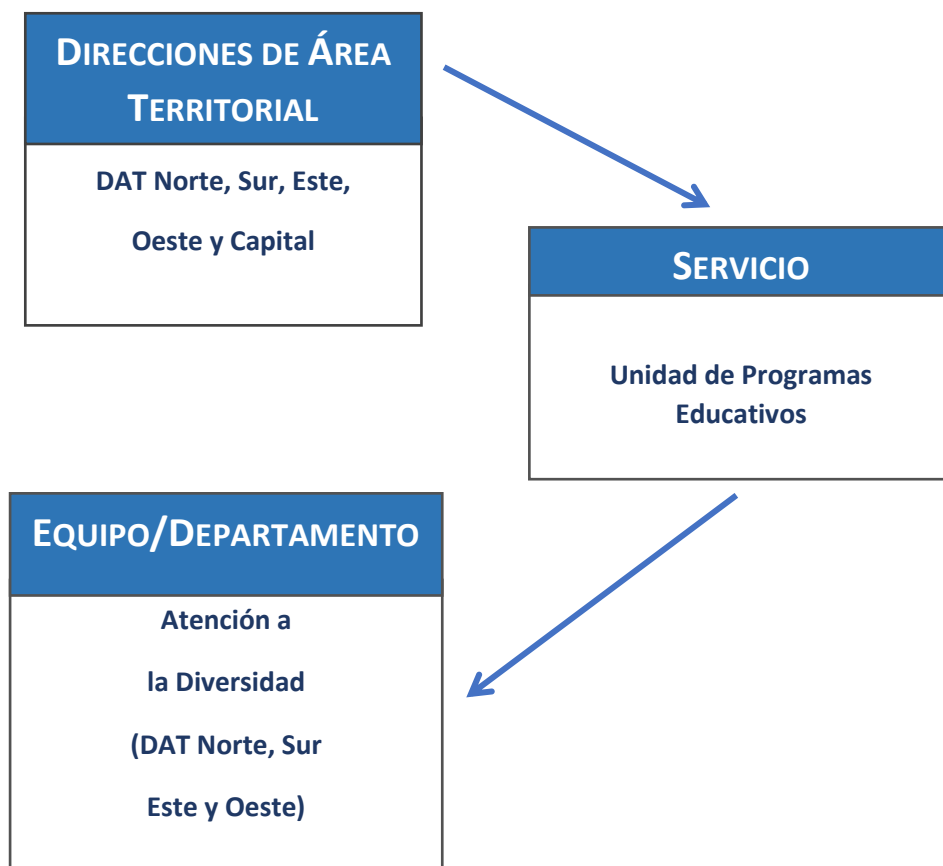 DIRECCIONES DE ÁREA
TERRITORIAL
DAT Norte, Sur, Este,
Oeste y Capital
SERVICIO
Unidad de Programas
Educativos
EQUIPO/DEPARTAMENTO
Atención a
la Diversidad
(DAT Norte, Sur
Este y Oeste)